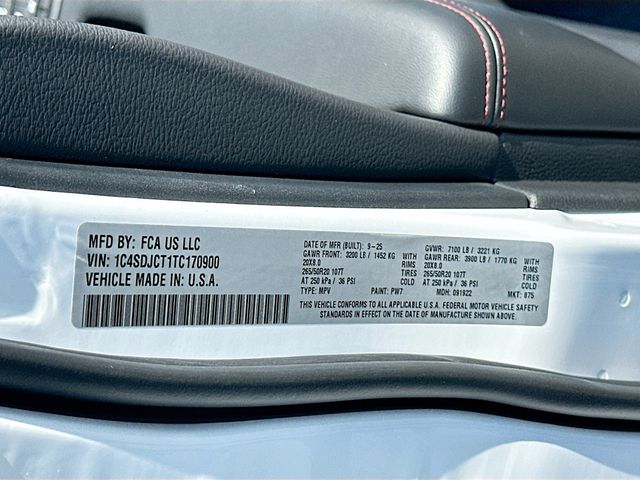 MFD BY: FCA US LLC
VIN: 1C4SDJCT1TC170900
VEHICLE MADE IN U.S.A.
DATE OF MFR (BUILT): 9-25 GVWR: 7100 LB / 3221 KG
GAWR FRONT: 3200 LB / 1452 KG WITH GAWR REAR: 3900 LB / 1770 KG WITH
20X8.0 RIMS 20X8.0 RIMS
265/50R20 107T TIRES 265/50R20 107T TIRES
AT 250 kPa / 36 PSI COLD AT 250 kPa / 36 PSI COLD
TYPE: MPV PAINT: PW7 MDH: 091922 MKT: 875
THIS VEHICLE CONFORMS TO ALL APPLICABLE U.S.A. FEDERAL MOTOR VEHICLE SAFETY
STANDARDS IN EFFECT ON THE DATE OF MANUFACTURE SHOWN ABOVE.